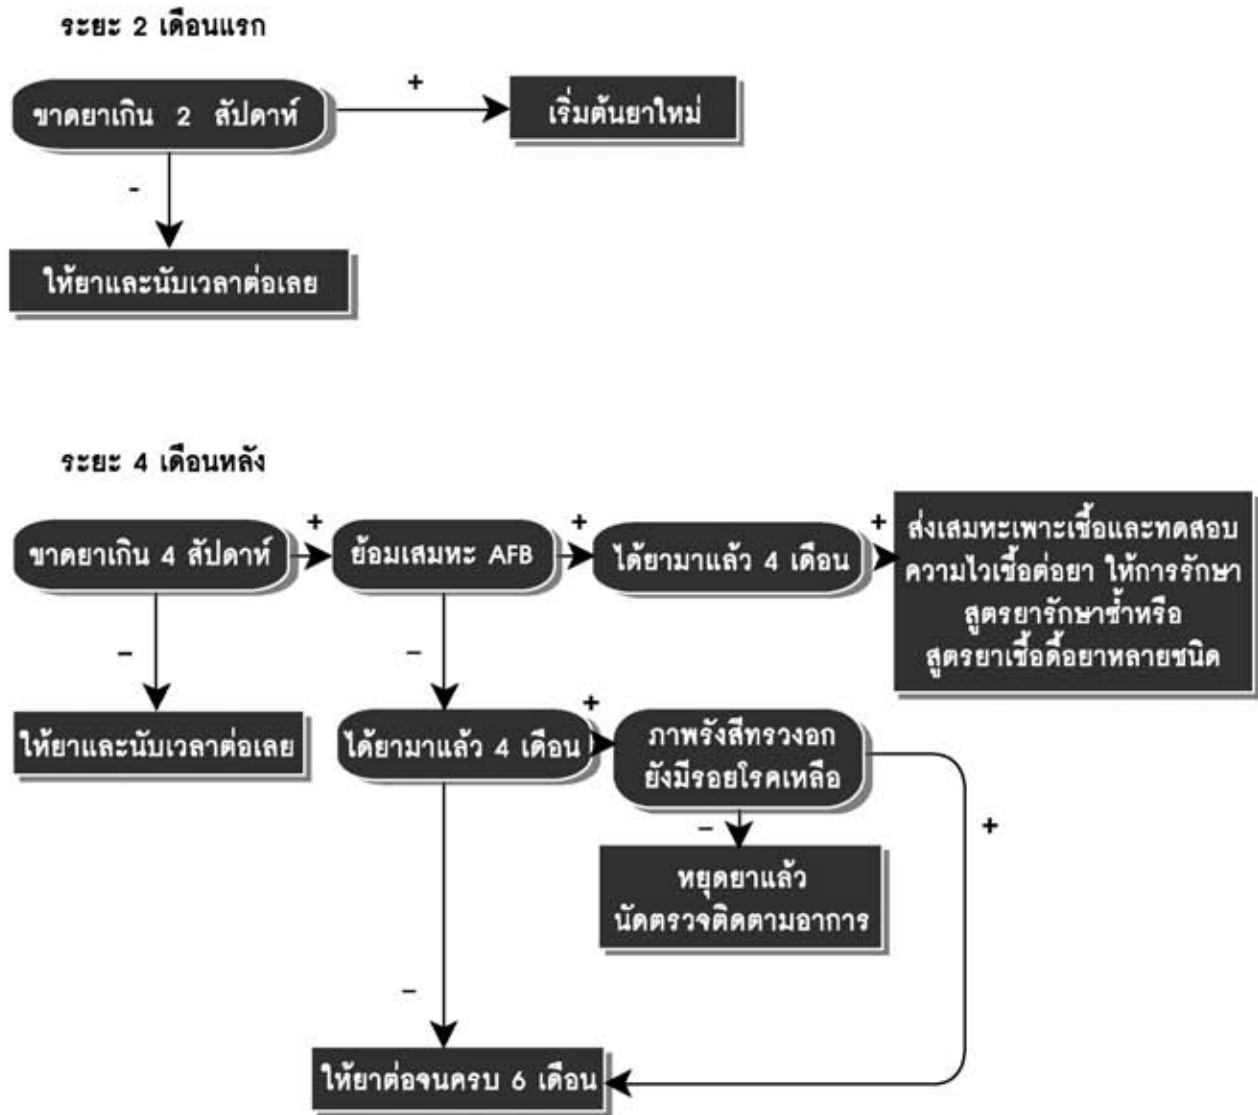 ระยะ 2 เดือนแรก
ขาดยาเกิน 2 สัปดาห์
+
เริ่มต้นยาใหม่
-
ให้ยาและนับเวลาต่อเลย
ระยะ 4 เดือนหลัง
ขาดยาเกิน 4 สัปดาห์
+
ย้อมเสมหะ AFB
+
ได้ยามาแล้ว 4 เดือน
+
ส่งเสมหะเพาะเชื้อและทดสอบ
ความไวเชื้อต่อยา ให้การรักษา
สูตรยารักษาซ้ำหรือ
สูตรยาเชื้อดื้อยาหลายชนิด
-
-
ให้ยาและนับเวลาต่อเลย
ได้ยามาแล้ว 4 เดือน
+
ภาพรังสีทรวงอก
ยังมีรอยโรคเหลือ
-
+
หยุดยาแล้ว
นัดตรวจติดตามอาการ
-
ให้ยาต่อจนครบ 6 เดือน